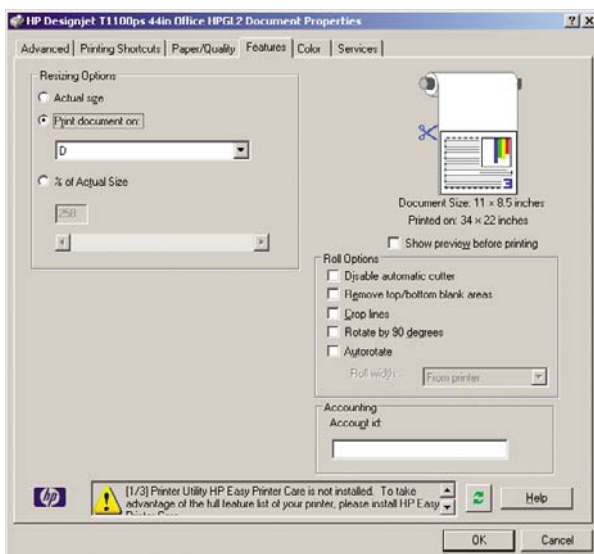 HP Designjet T1100ps 44in Office HPGL2 Document Properties
Advanced Printing Shortcuts Paper/Quality Features Color Services
Resizing Options
Actual size
Print document on:
D
% of Actual Size
258
3
Document Size: 11 × 8.5 inches
Printed on: 34 × 22 inches
Show preview before printing
Roll Options
Disable automatic cutter
Remove top/bottom blank areas
Crop lines
Rotate by 90 degrees
Autorotate
Roll width: From printer
Accounting
Account id:
hp
[1/3] Printer Utility HP Easy Printer Care is not installed. To take
advantage of the full feature list of your printer, please install HP Easy
Printer Care
Help
OK Cancel